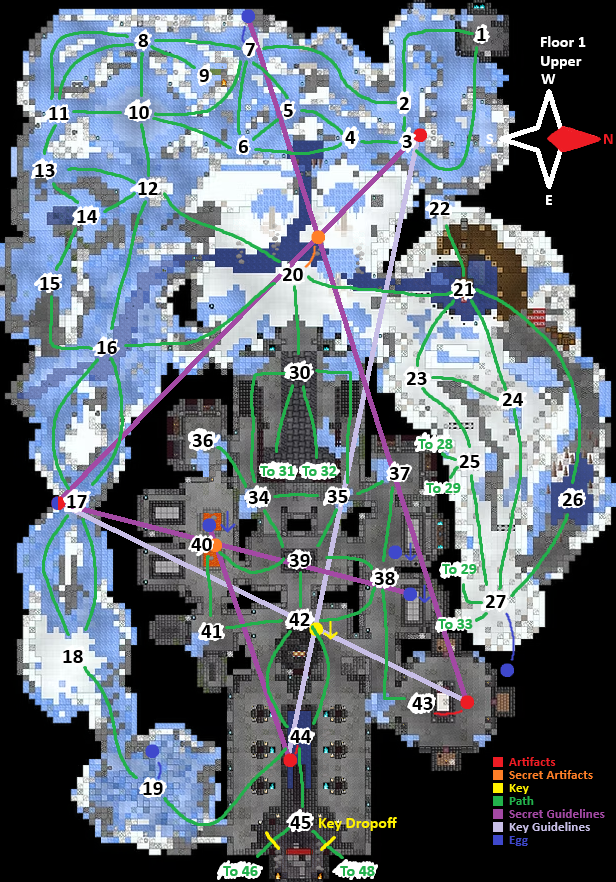 1
Floor 1
Upper
W
S
N
E
8
7
9
2
11
10
5
4
3
6
13
12
14
22
20
15
21
16
30
23
24
36
To 28
25
37
To 31
To 32
To 29
34
35
26
17
40
39
To 29
38
27
41
42
To 33
18
43
44
19
45
Key Dropoff
To 46
To 48
Artifacts
Secret Artifacts
Key
Path
Secret Guidelines
Key Guidelines
Egg